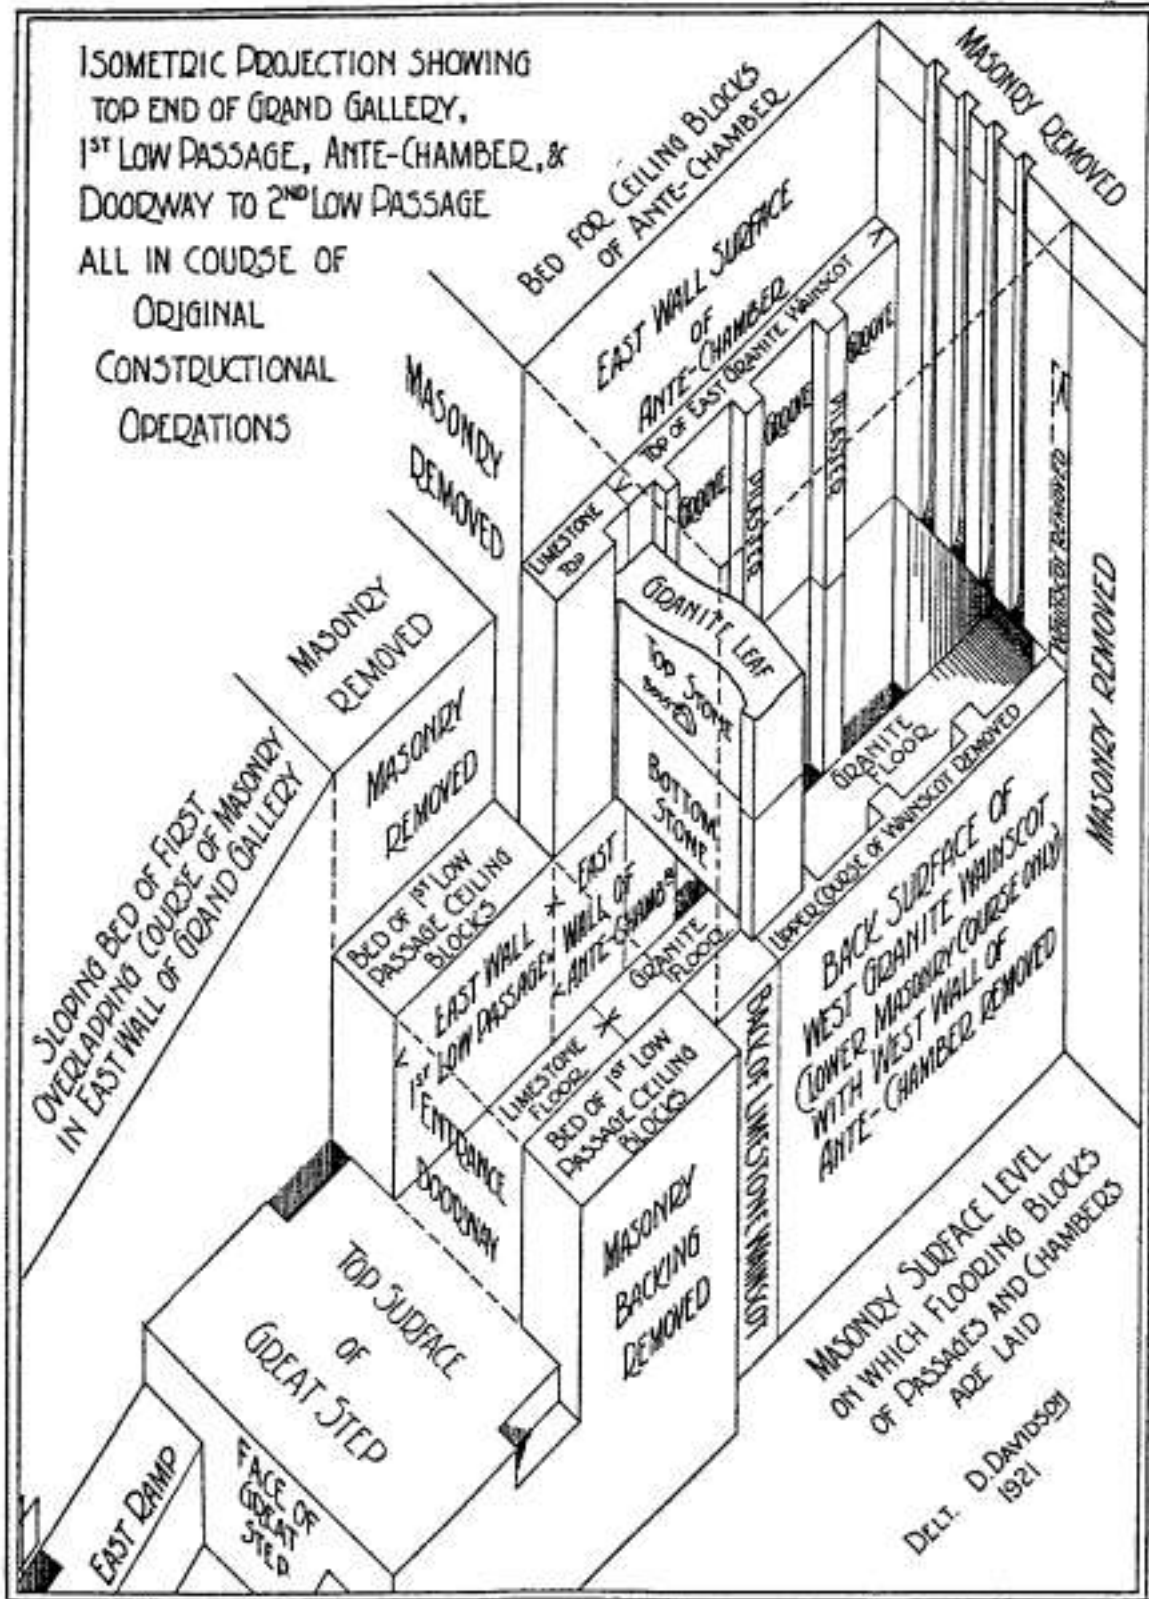 ISOMETRIC PROJECTION SHOWING
TOP END OF GRAND GALLERY,
1ST LOW PASSAGE, ANTE-CHAMBER, &
DOORWAY TO 2ND LOW PASSAGE
ALL IN COURSE OF
ORIGINAL
CONSTRUCTIONAL
OPERATIONS
MASONRY REMOVED
BED FOR CEILING BLOCKS
OF ANTE-CHAMBER
EAST WALL SURFACE
OF
ANTE-CHAMBER
TOP OF EAST GRANITE WAINSCOT
MASONRY
REMOVED
GROOVE
GROOVE
GROOVE
PILASTER
PILASTER
LIMESTONE
TOP
WAINSCOT REMOVED
MASONRY REMOVED
GRANITE LEAF
TOP STONE
BOSS
BOTTOM
STONE
MASONRY
REMOVED
MASONRY
REMOVED
GRANITE
FLOOR
UPPER COURSE OF WAINSCOT REMOVED
SLOPING BED OF FIRST
OVERLAPPING COURSE OF MASONRY
IN EAST WALL OF GRAND GALLERY
BED OF 1ST LOW
PASSAGE CEILING
BLOCKS
EAST WALL
1ST LOW PASSAGE
EAST
WALL OF
ANTE-CHAMBR
GRANITE
FLOOR
LIMESTONE
FLOOR
BED OF 1ST LOW
PASSAGE CEILING
BLOCKS
BACK SURFACE OF
WEST GRANITE WAINSCOT
(LOWER MASONRY COURSE ONLY)
WITH WEST WALL OF
ANTE-CHAMBER REMOVED
BACK OF LIMESTONE WAINSCOT
ENTRANCE
DOORWAY
MASONRY
BACKING
REMOVED
TOP SURFACE
OF
GREAT STEP
MASONRY SURFACE LEVEL
ON WHICH FLOORING BLOCKS
OF PASSAGES AND CHAMBERS
ARE LAID
EAST RAMP
FACE OF
GREAT
STEP
DELT. D. DAVIDSON
1921